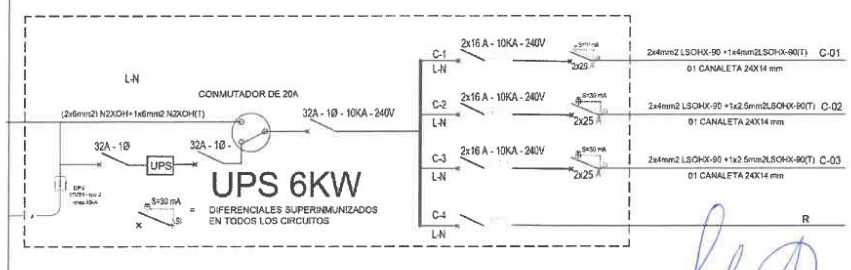 L-N
CONMUTADOR DE 20A
(2x6mm2) N2XOH+1x6mm2 N2XOH(T)
32A - 1Ø
UPS
32A - 1Ø -
32A - 1Ø - 10KA - 240V
UPS 6KW
S=30 mA
Si
= DIFERENCIALES SUPERINMUNIZADOS
EN TODOS LOS CIRCUITOS
C-1
L-N
2x16 A - 10KA - 240V
2x25 A
2x4mm2 LSOHX-90 +1x4mm2LSOHX-90(T) C-01
01 CANALETA 24X14 mm
C-2
L-N
2x16 A - 10KA - 240V
S=30 mA
2x25 A
2x4mm2 LSOHX-90 +1x2.5mm2LSOHX-90(T) C-02
01 CANALETA 24X14 mm
C-3
L-N
2x16 A - 10KA - 240V
S=30 mA
2x25 A
2x4mm2 LSOHX-90 +1x2.5mm2LSOHX-90(T) C-03
01 CANALETA 24X14 mm
C-4
L-N
R